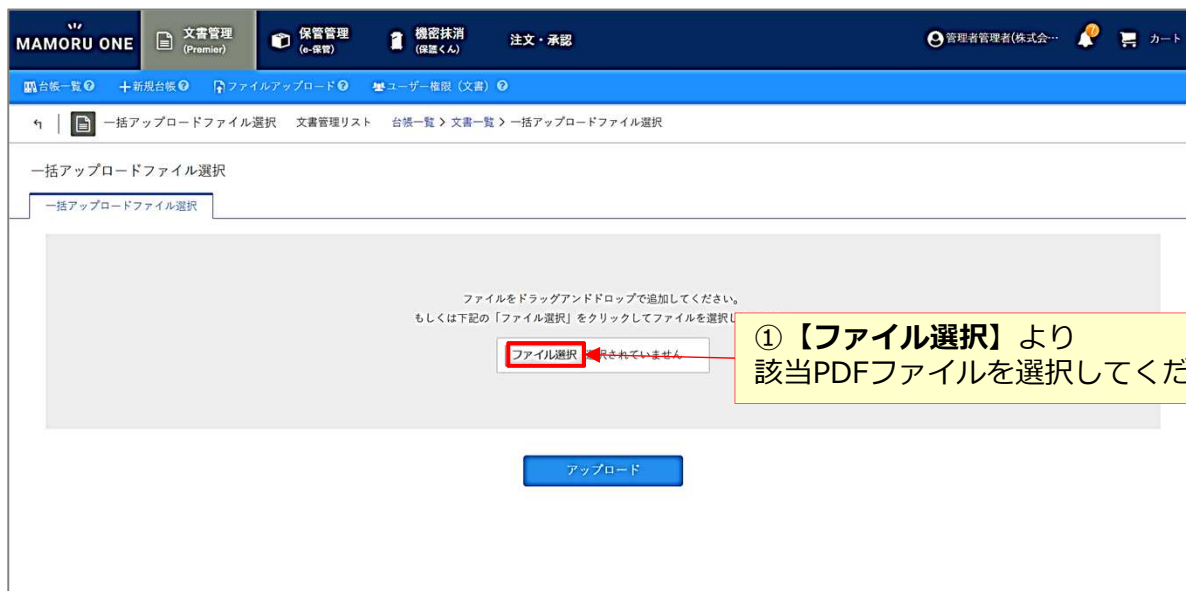 MAMORU ONE
文書管理
(Premier)
保管管理
(e-保管)
機密抹消
(保護くん)
注文・承認
管理者管理者(株式会…
カート
台帳一覧
新規台帳
ファイルアップロード
ユーザー権限（文書）
一括アップロードファイル選択 文書管理リスト 台帳一覧 > 文書一覧 > 一括アップロードファイル選択
一括アップロードファイル選択
一括アップロードファイル選択
ファイルをドラッグアンドドロップで追加してください。
もしくは下記の「ファイル選択」をクリックしてファイルを選択し
ファイル選択 されていません
①【ファイル選択】より
該当PDFファイルを選択してくだ
アップロード